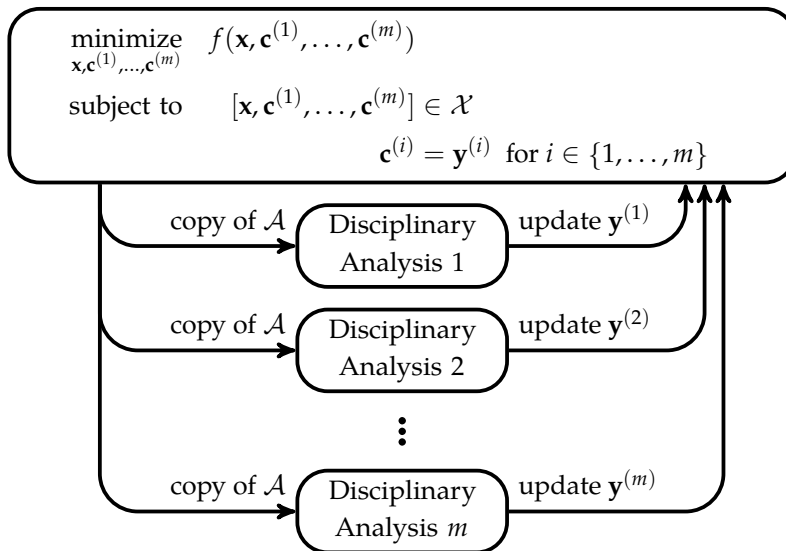 minimize f(𝐱, 𝐜⁽¹⁾, . . . , 𝐜⁽ᵐ⁾)
𝐱,𝐜⁽¹⁾,...,𝐜⁽ᵐ⁾
subject to [𝐱, 𝐜⁽¹⁾, . . . , 𝐜⁽ᵐ⁾] ∈ 𝒳
𝐜⁽ⁱ⁾ = 𝐲⁽ⁱ⁾ for i ∈ {1, . . . , m}
copy of 𝒜
Disciplinary
Analysis 1
update 𝐲⁽¹⁾
copy of 𝒜
Disciplinary
Analysis 2
update 𝐲⁽²⁾
⋮
copy of 𝒜
Disciplinary
Analysis m
update 𝐲⁽ᵐ⁾